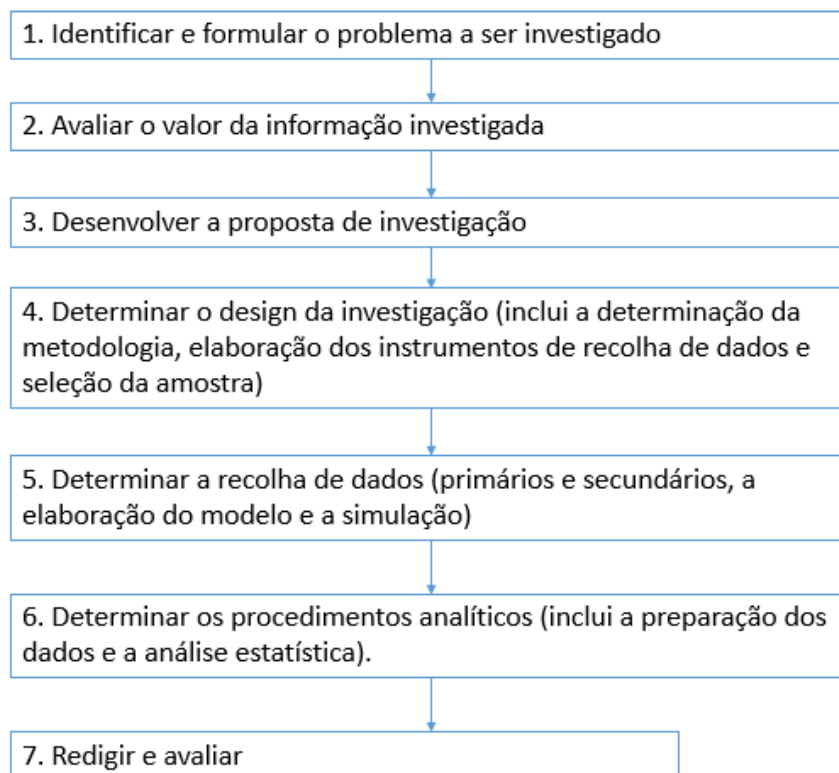 1. Identificar e formular o problema a ser investigado
2. Avaliar o valor da informação investigada
3. Desenvolver a proposta de investigação
4. Determinar o design da investigação (inclui a determinação da
metodologia, elaboração dos instrumentos de recolha de dados e
seleção da amostra)
5. Determinar a recolha de dados (primários e secundários, a
elaboração do modelo e a simulação)
6. Determinar os procedimentos analíticos (inclui a preparação dos
dados e a análise estatística).
7. Redigir e avaliar